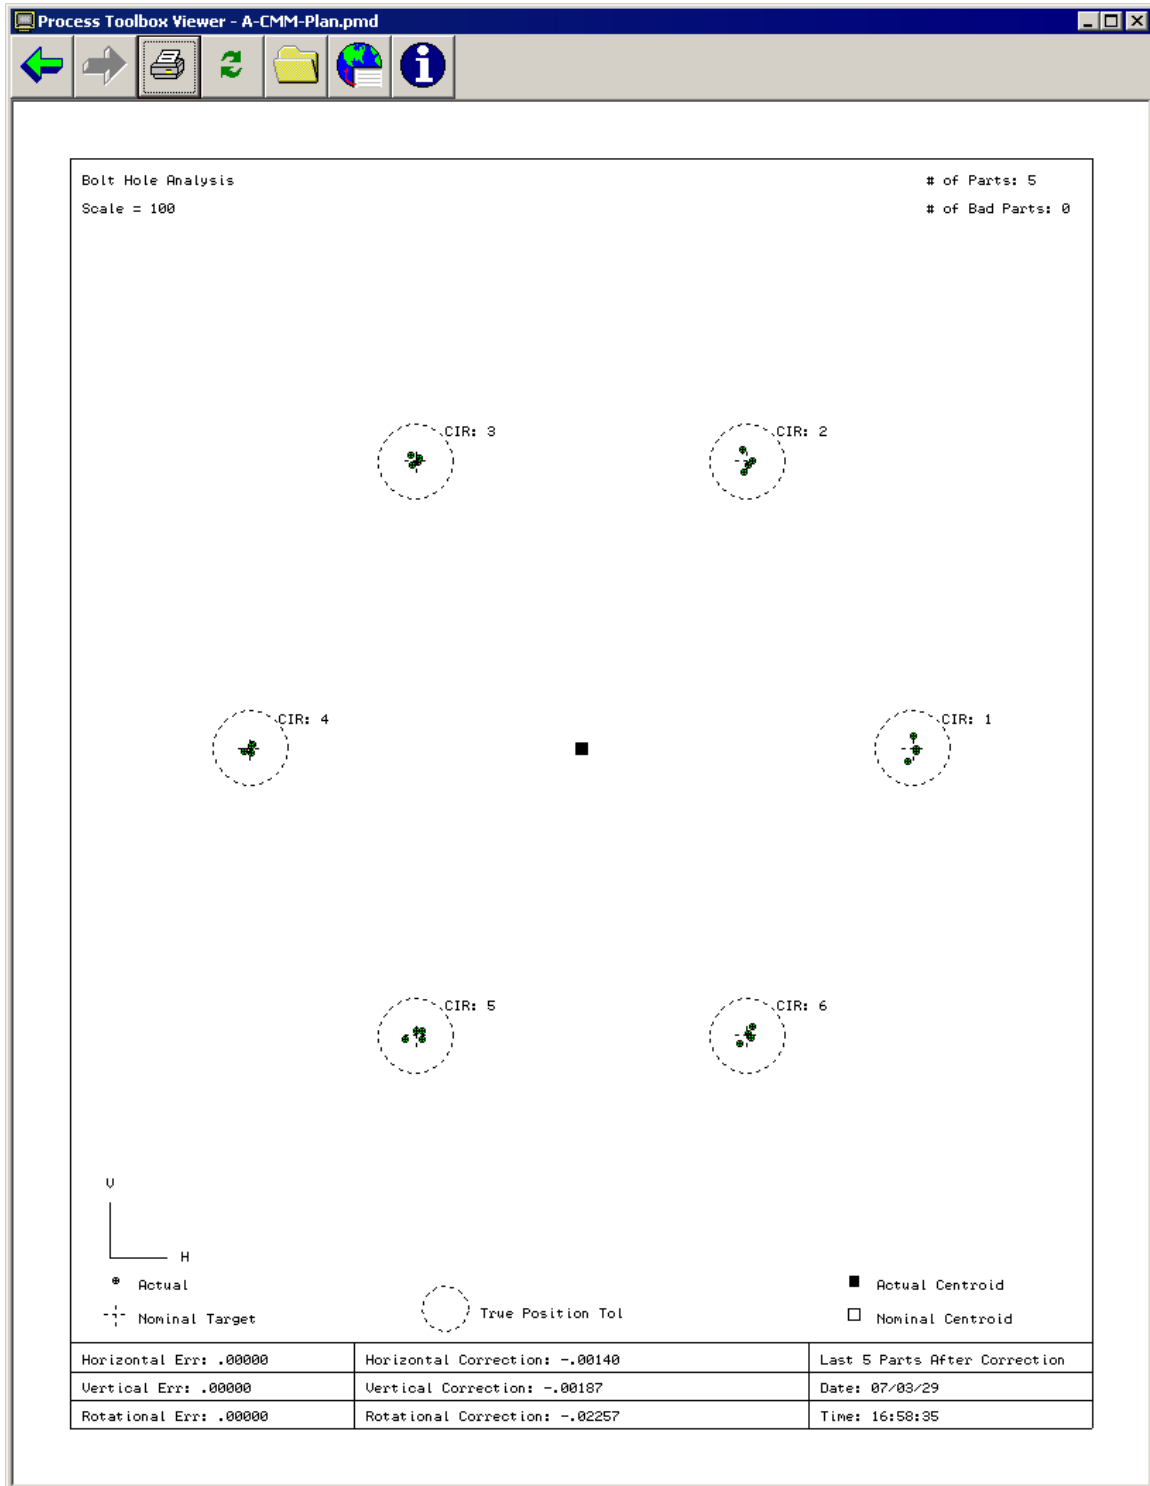 Process Toolbox Viewer - A-CMM-Plan.pmd
Bolt Hole Analysis
# of Parts: 5
Scale = 100
# of Bad Parts: 0
CIR: 3
CIR: 2
CIR: 4
CIR: 1
CIR: 5
CIR: 6
V
H
Actual
Actual Centroid
Nominal Target
True Position Tol
Nominal Centroid
Horizontal Err: .00000
Horizontal Correction: -.00140
Last 5 Parts After Correction
Vertical Err: .00000
Vertical Correction: -.00187
Date: 07/03/29
Rotational Err: .00000
Rotational Correction: -.02257
Time: 16:58:35